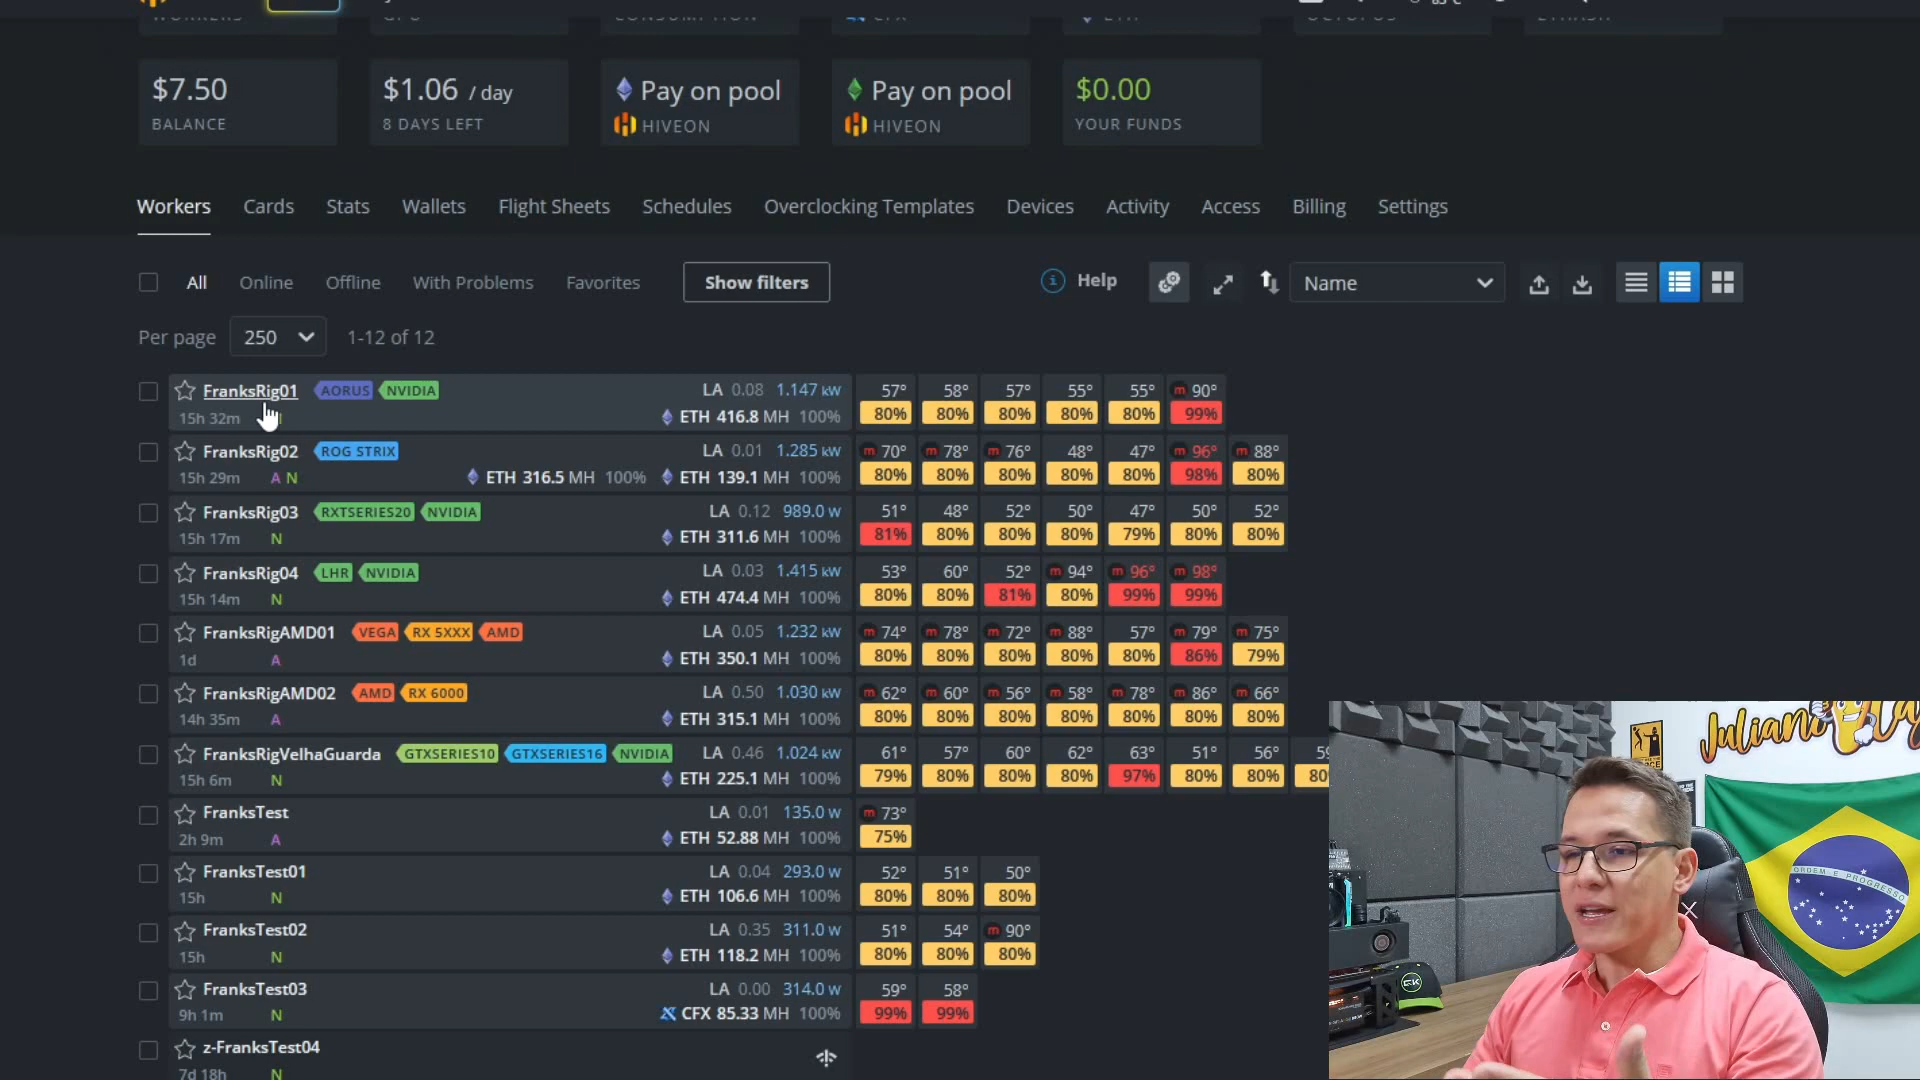 $7.50
BALANCE
$1.06 / day
8 DAYS LEFT
Pay on pool
HIVEON
Pay on pool
HIVEON
$0.00
YOUR FUNDS
Workers Cards Stats Wallets Flight Sheets Schedules Overclocking Templates Devices Activity Access Billing Settings
All Online Offline With Problems Favorites Show filters Help Name
Per page 250 1-12 of 12
FranksRig01 AORUS NVIDIA LA 0.08 1.147 kW 57° 58° 57° 55° 55° m 90°
15h 32m ETH 416.8 MH 100% 80% 80% 80% 80% 80% 99%
FranksRig02 ROG STRIX LA 0.01 1.285 kW m 70° m 78° m 76° 48° 47° m 96° m 88°
15h 29m A N ETH 316.5 MH 100% ETH 139.1 MH 100% 80% 80% 80% 80% 80% 98% 80%
FranksRig03 RXTSERIES20 NVIDIA LA 0.12 989.0 w 51° 48° 52° 50° 47° 50° 52°
15h 17m N ETH 311.6 MH 100% 81% 80% 80% 80% 79% 80% 80%
FranksRig04 LHR NVIDIA LA 0.03 1.415 kW 53° 60° 52° m 94° m 96° m 98°
15h 14m N ETH 474.4 MH 100% 80% 80% 81% 80% 99% 99%
FranksRigAMD01 VEGA RX 5XXX AMD LA 0.05 1.232 kW m 74° m 78° m 72° m 88° 57° m 79° m 75°
1d A ETH 350.1 MH 100% 80% 80% 80% 80% 80% 86% 79%
FranksRigAMD02 AMD RX 6000 LA 0.50 1.030 kW m 62° m 60° m 56° m 58° m 78° m 86° m 66°
14h 35m A ETH 315.1 MH 100% 80% 80% 80% 80% 80% 80% 80%
FranksRigVelhaGuarda GTXSERIES10 GTXSERIES16 NVIDIA LA 0.46 1.024 kW 61° 57° 60° 62° 63° 51° 56°
15h 6m N ETH 225.1 MH 100% 79% 80% 80% 80% 97% 80% 80% 80
FranksTest LA 0.01 135.0 w m 73°
2h 9m A ETH 52.88 MH 100% 75%
FranksTest01 LA 0.04 293.0 w 52° 51° 50°
15h N ETH 106.6 MH 100% 80% 80% 80%
FranksTest02 LA 0.35 311.0 w 51° 54° m 90°
15h N ETH 118.2 MH 100% 80% 80% 80%
FranksTest03 LA 0.00 314.0 w 59° 58°
9h 1m N CFX 85.33 MH 100% 99% 99%
z-FranksTest04
7d 18h N
ORDEM E PROGRESSO